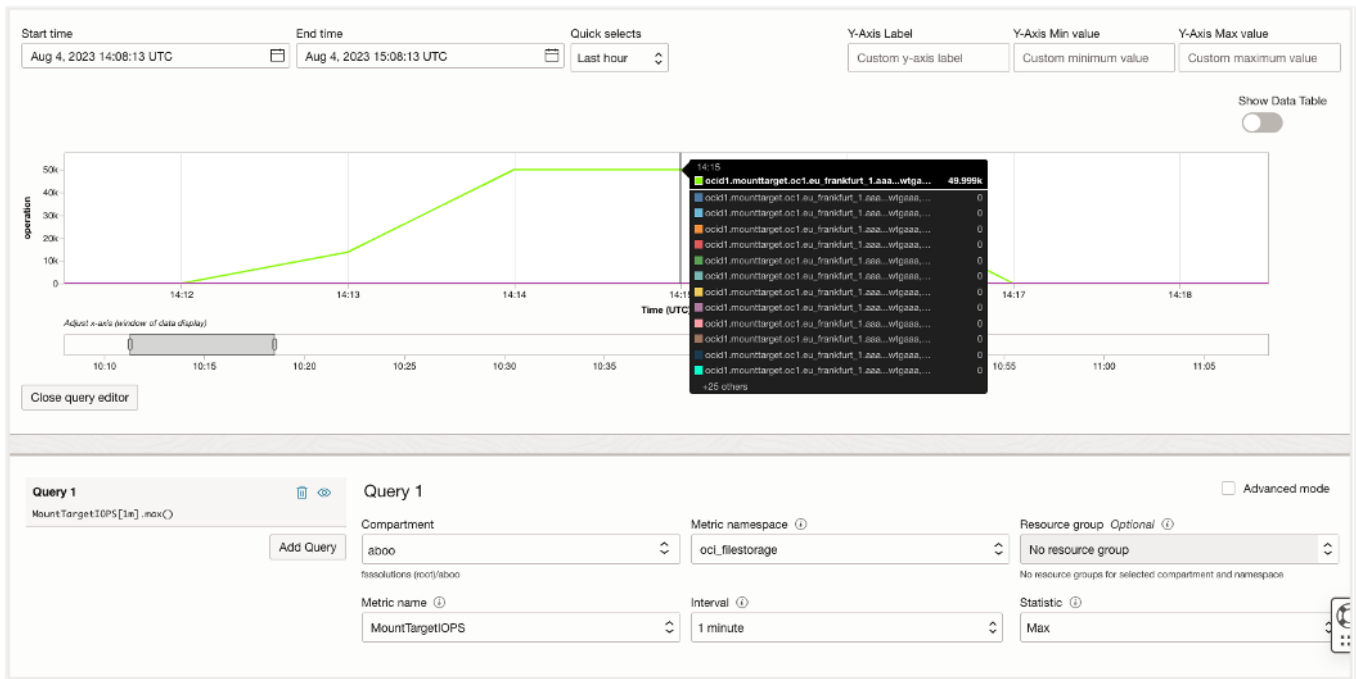 Start time End time Quick selects Y-Axis Label Y-Axis Min value Y-Axis Max value
Aug 4, 2023 14:08:13 UTC Aug 4, 2023 15:08:13 UTC Last hour Custom y-axis label Custom minimum value Custom maximum value
Show Data Table
operation
50k
40k
30k
20k
10k
0
14:12 14:13 14:14 14:17 14:18
Time (UTC)
14:15
ocid1.mounttarget.oc1.eu_frankfurt_1.aaa...wtga... 49.999k
ocid1.mounttarget.oc1.eu_frankfurt_1.aaa...wtgaaa,... 0
ocid1.mounttarget.oc1.eu_frankfurt_1.aaa...wtgaaa,... 0
ocid1.mounttarget.oc1.eu_frankfurt_1.aaa...wtgaaa,... 0
ocid1.mounttarget.oc1.eu_frankfurt_1.aaa...wtgaaa,... 0
ocid1.mounttarget.oc1.eu_frankfurt_1.aaa...wtgaaa,... 0
ocid1.mounttarget.oc1.eu_frankfurt_1.aaa...wtgaaa,... 0
ocid1.mounttarget.oc1.eu_frankfurt_1.aaa...wtgaaa,... 0
ocid1.mounttarget.oc1.eu_frankfurt_1.aaa...wtgaaa,... 0
ocid1.mounttarget.oc1.eu_frankfurt_1.aaa...wtgaaa,... 0
ocid1.mounttarget.oc1.eu_frankfurt_1.aaa...wtgaaa,... 0
ocid1.mounttarget.oc1.eu_frankfurt_1.aaa...wtgaaa,... 0
ocid1.mounttarget.oc1.eu_frankfurt_1.aaa...wtgaaa,... 0
+25 others
Adjust x-axis (window of data display)
10:10 10:15 10:20 10:25 10:30 10:35 10:55 11:00 11:05
Close query editor
Query 1
MountTargetIOPS[1m].max()
Add Query
Query 1 Advanced mode
Compartment Metric namespace Resource group Optional
aboo oci_filestorage No resource group
fsssolutions (root)/aboo No resource groups for selected compartment and namespace
Metric name Interval Statistic
MountTargetIOPS 1 minute Max